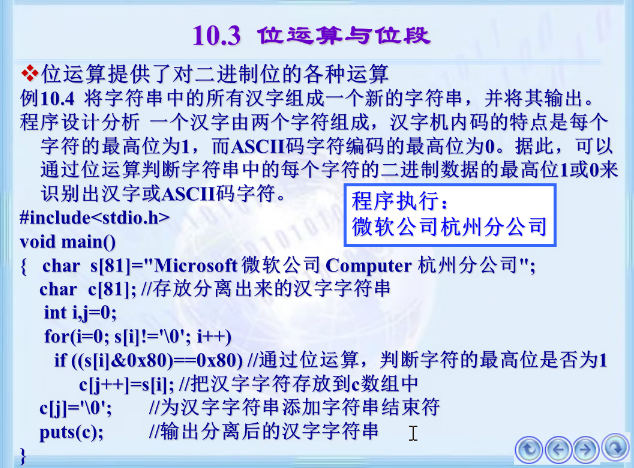 10.3 位运算与位段
位运算提供了对二进制位的各种运算
例10.4 将字符串中的所有汉字组成一个新的字符串，并将其输出。
程序设计分析 一个汉字由两个字符组成，汉字机内码的特点是每个
字符的最高位为1，而ASCII码字符编码的最高位为0。据此，可以
通过位运算判断字符串中的每个字符的二进制数据的最高位1或0来
识别出汉字或ASCII码字符。
程序执行：
微软公司杭州分公司
#include<stdio.h>
void main()
{ char s[81]="Microsoft 微软公司 Computer 杭州分公司";
char c[81]; //存放分离出来的汉字字符串
int i,j=0;
for(i=0; s[i]!='\0'; i++)
if ((s[i]&0x80)==0x80) //通过位运算，判断字符的最高位是否为1
c[j++]=s[i]; //把汉字字符存放到c数组中
c[j]='\0'; //为汉字字符串添加字符串结束符
puts(c); //输出分离后的汉字字符串
}